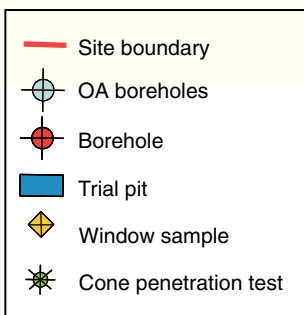 Site boundary
OA boreholes
Borehole
Trial pit
Window sample
Cone penetration test